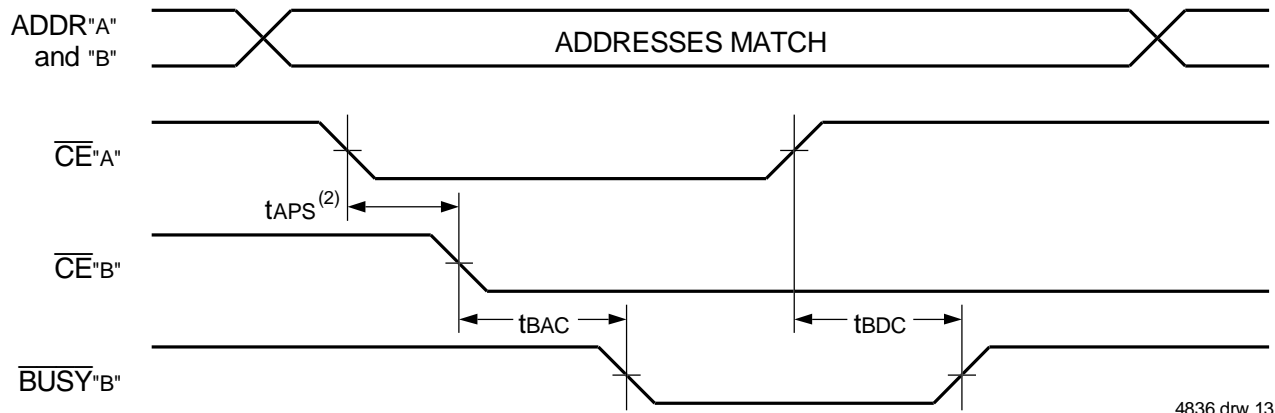 ADDR"A"
and "B"
ADDRESSES MATCH
CE"A"
tAPS(2)
CE"B"
tBAC
tBDC
BUSY"B"
4836 drw 13